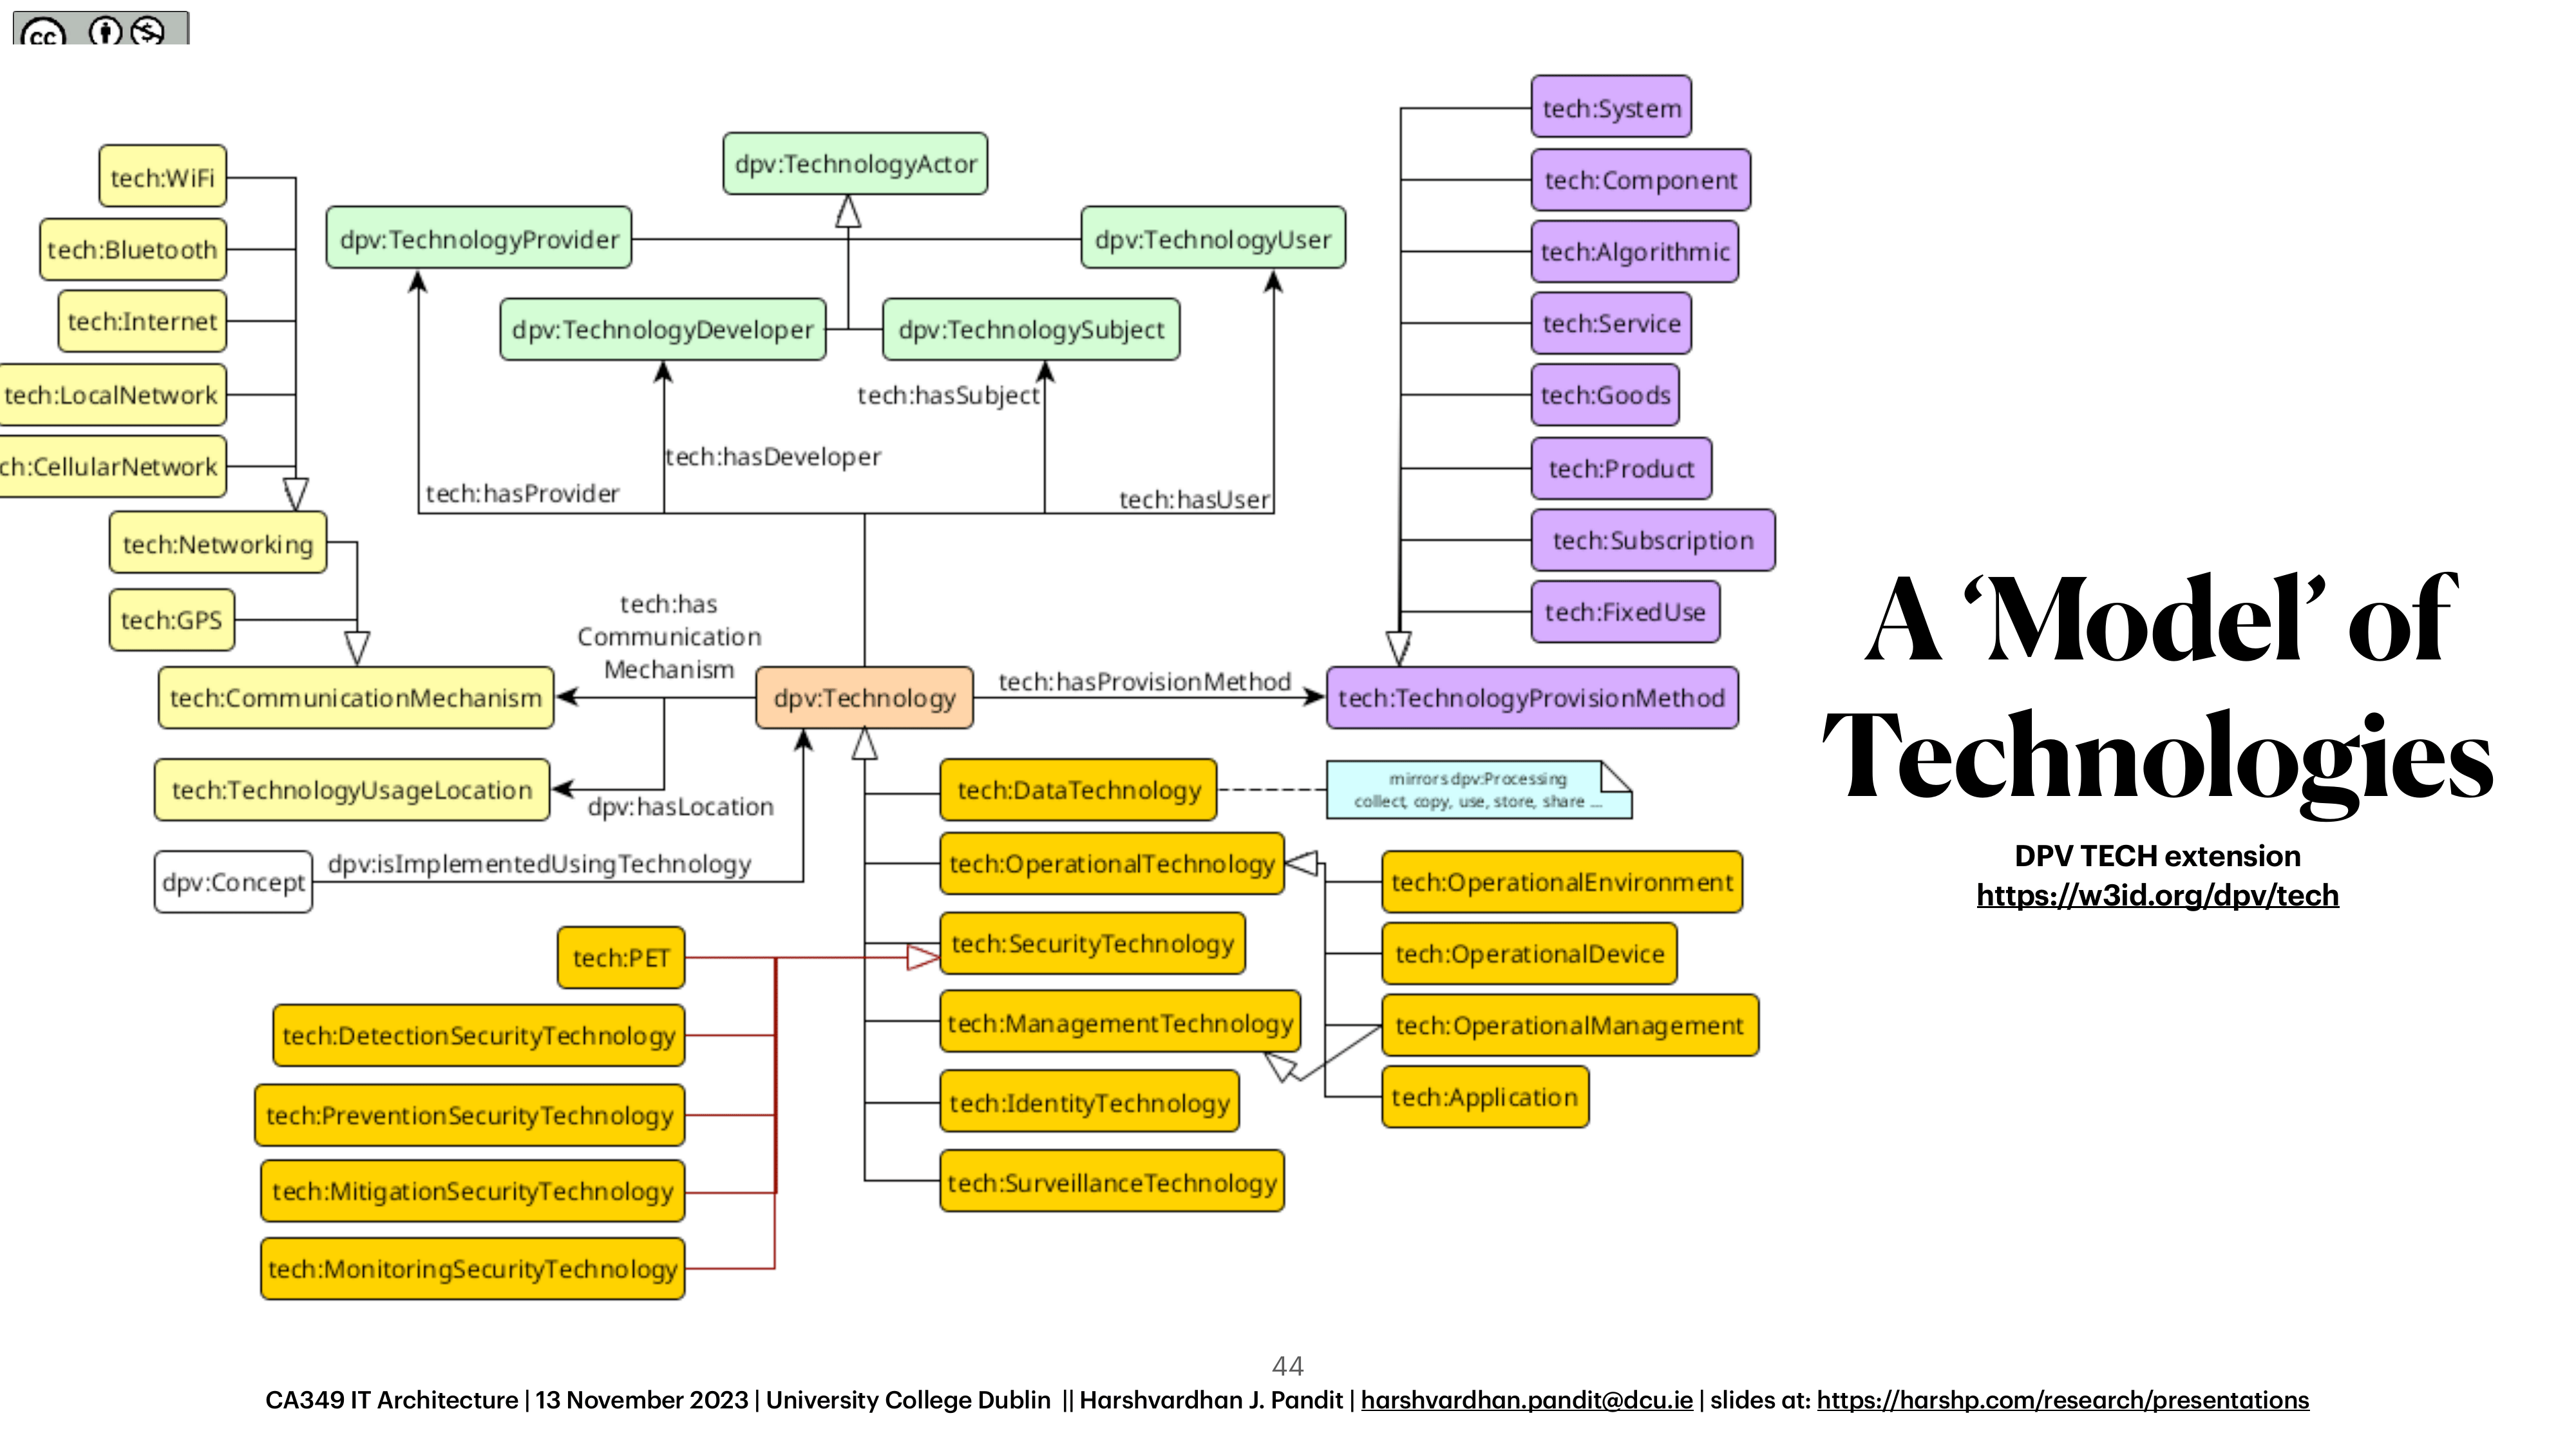 cc
tech:System
dpv:TechnologyActor
tech:WiFi
tech:Component
dpv:TechnologyProvider
dpv:TechnologyUser
tech:Bluetooth
tech:Algorithmic
tech:Internet
dpv:TechnologyDeveloper
dpv:TechnologySubject
tech:Service
tech:LocalNetwork
tech:hasSubject
tech:Goods
ch:CellularNetwork
tech:hasDeveloper
tech:Product
tech:hasProvider
tech:hasUser
tech:Networking
tech:Subscription
tech:GPS
tech:has
Communication
Mechanism
tech:FixedUse
tech:CommunicationMechanism
dpv:Technology
tech:hasProvisionMethod
tech:TechnologyProvisionMethod
tech:TechnologyUsageLocation
dpv:hasLocation
tech:DataTechnology
mirrors dpv:Processing
collect, copy, use, store, share ...
dpv:Concept
dpv:isImplementedUsingTechnology
tech:OperationalTechnology
tech:OperationalEnvironment
tech:PET
tech:SecurityTechnology
tech:OperationalDevice
tech:DetectionSecurityTechnology
tech:ManagementTechnology
tech:OperationalManagement
tech:PreventionSecurityTechnology
tech:IdentityTechnology
tech:Application
tech:MitigationSecurityTechnology
tech:SurveillanceTechnology
tech:MonitoringSecurityTechnology
A ‘Model’ of
Technologies
DPV TECH extension
https://w3id.org/dpv/tech
44
CA349 IT Architecture | 13 November 2023 | University College Dublin || Harshvardhan J. Pandit | harshvardhan.pandit@dcu.ie | slides at: https://harshp.com/research/presentations